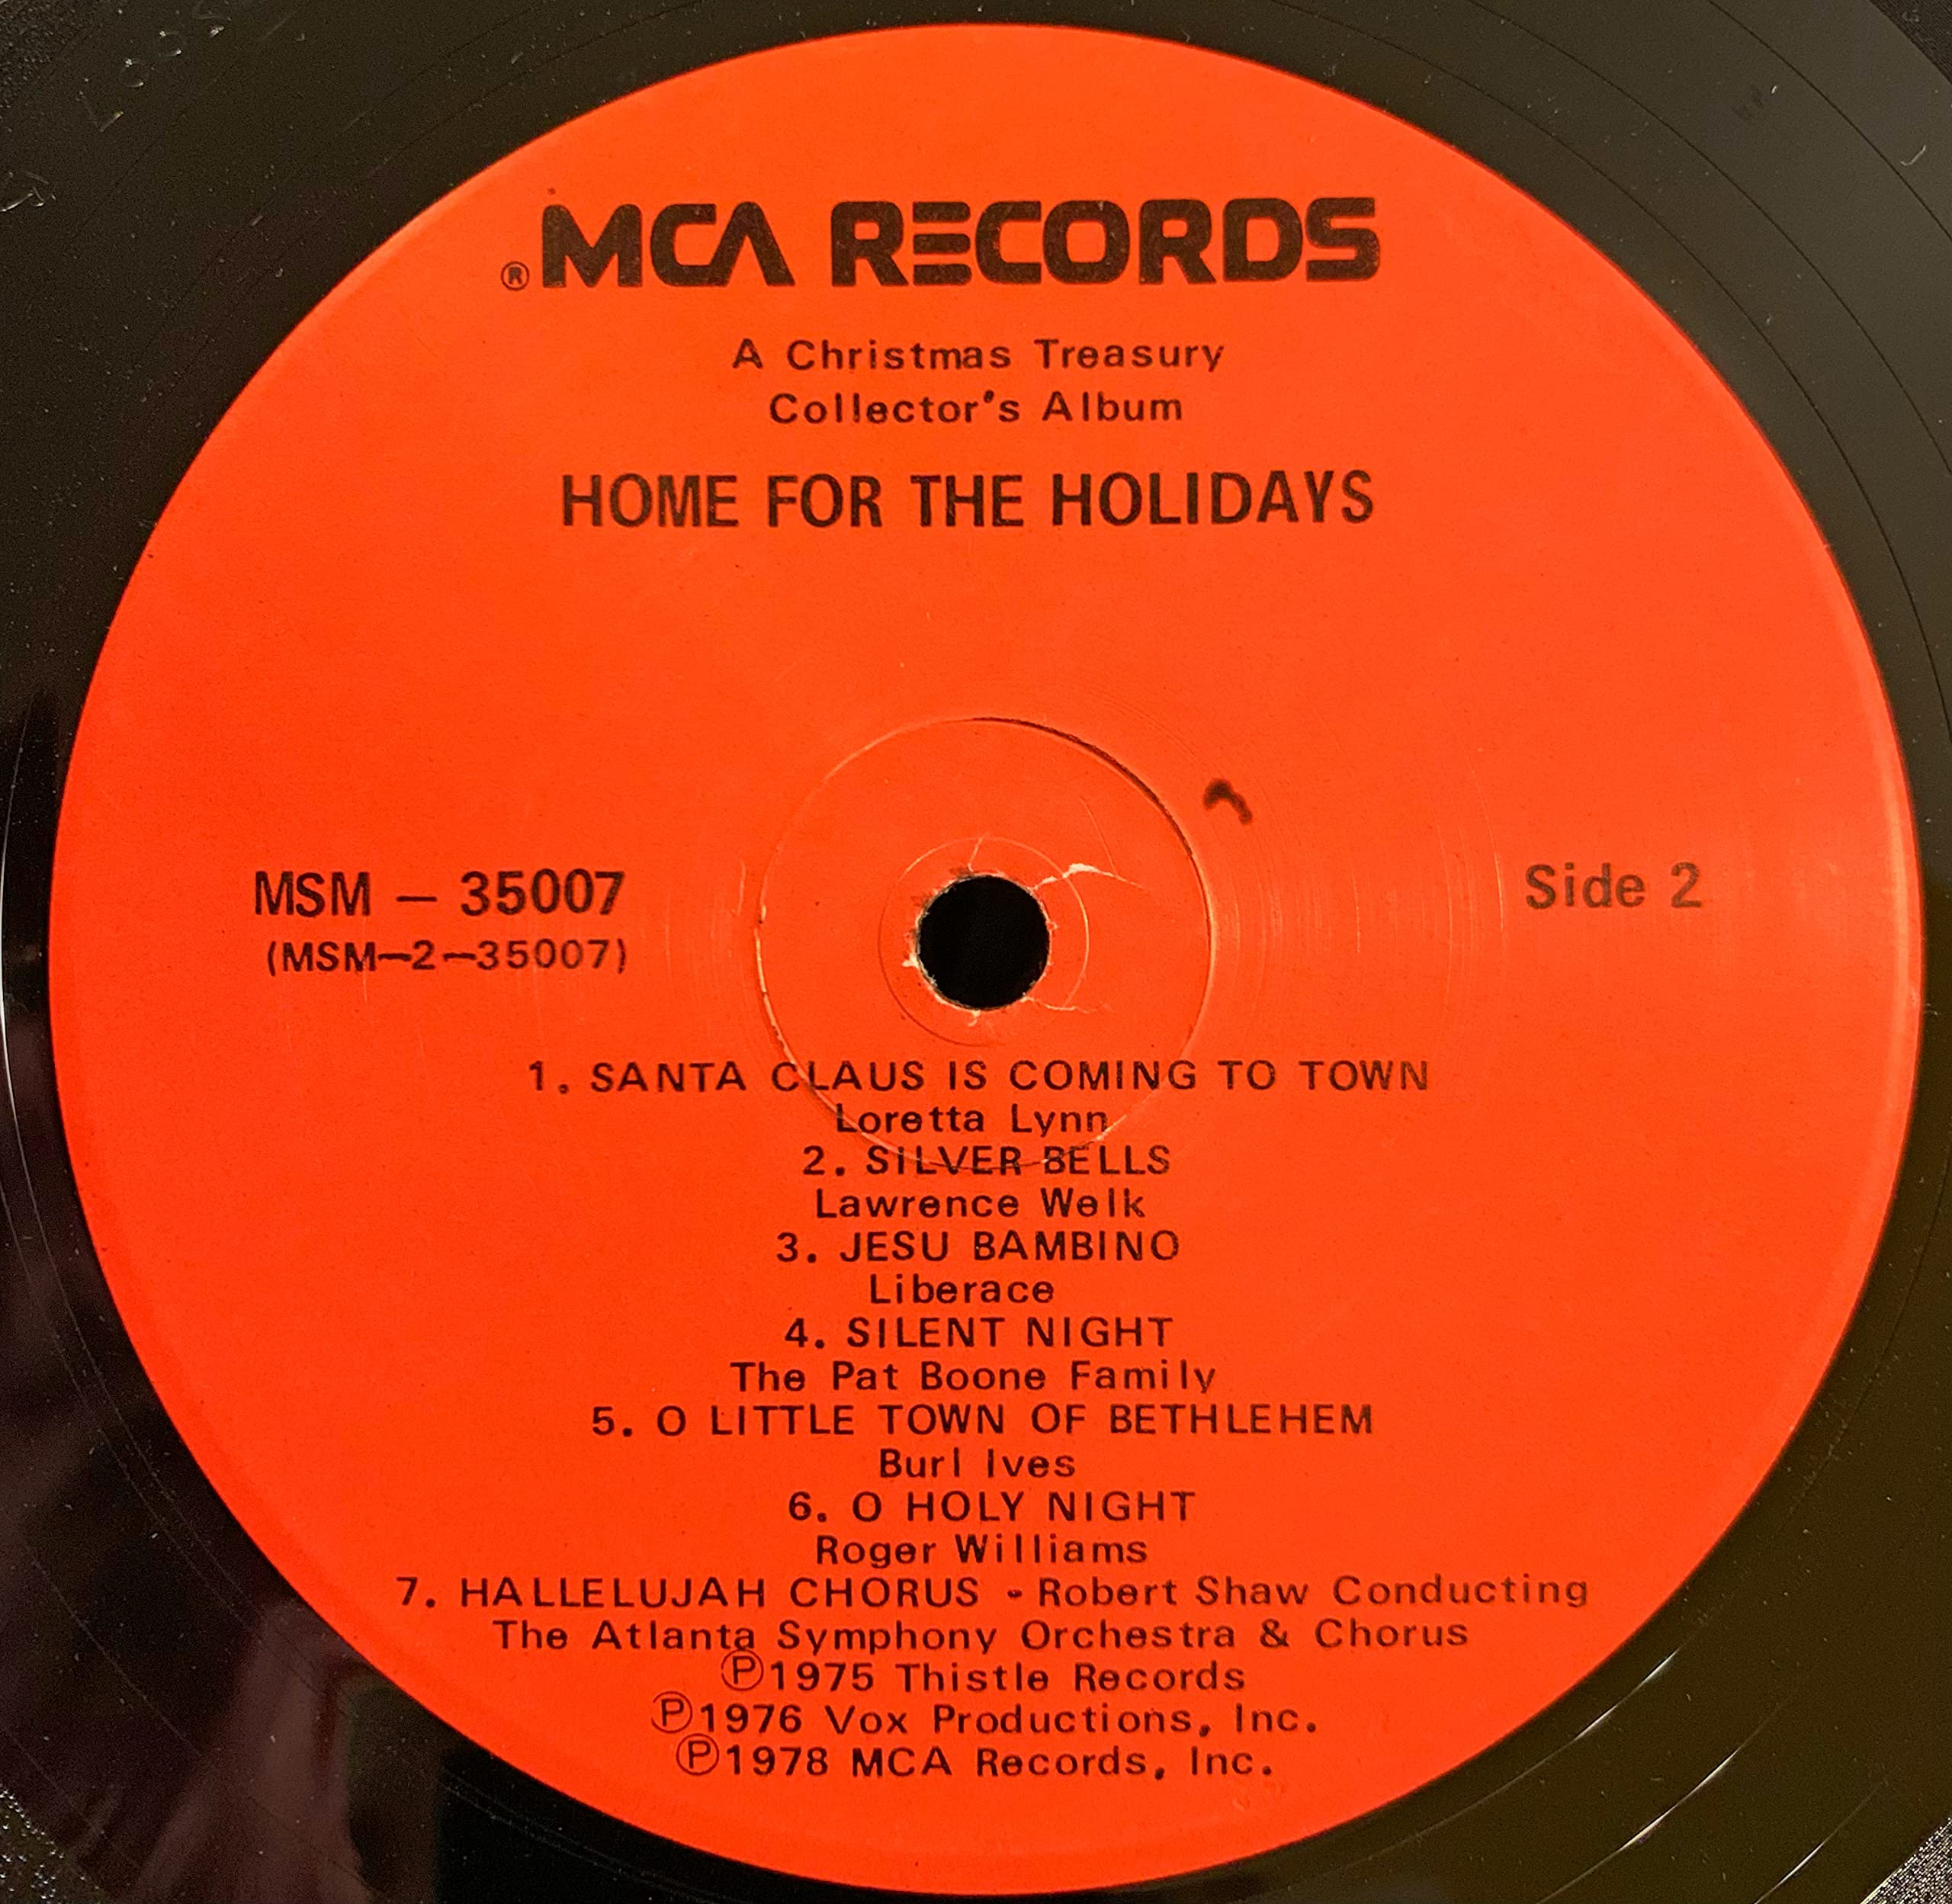 ® MCA RECORDS
A Christmas Treasury
Collector's Album
HOME FOR THE HOLIDAYS
MSM – 35007
(MSM–2–35007)
Side 2
1. SANTA CLAUS IS COMING TO TOWN
Loretta Lynn
2. SILVER BELLS
Lawrence Welk
3. JESU BAMBINO
Liberace
4. SILENT NIGHT
The Pat Boone Family
5. O LITTLE TOWN OF BETHLEHEM
Burl Ives
6. O HOLY NIGHT
Roger Williams
7. HALLELUJAH CHORUS - Robert Shaw Conducting
The Atlanta Symphony Orchestra & Chorus
℗1975 Thistle Records
℗1976 Vox Productions, Inc.
℗1978 MCA Records, Inc.